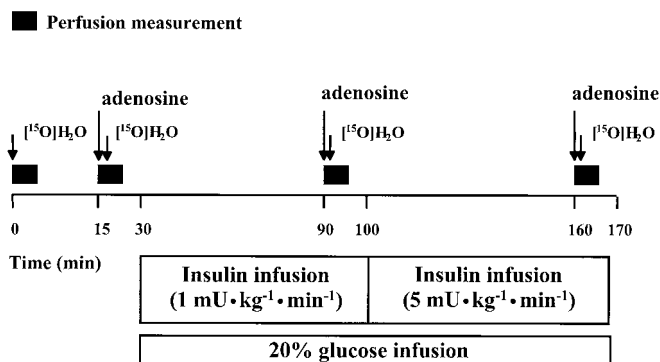 Perfusion measurement
adenosine adenosine adenosine
[¹⁵O]H₂O [¹⁵O]H₂O [¹⁵O]H₂O [¹⁵O]H₂O
0 15 30 90 100 160 170
Time (min)
Insulin infusion Insulin infusion
(1 mU·kg⁻¹·min⁻¹) (5 mU·kg⁻¹·min⁻¹)
20% glucose infusion